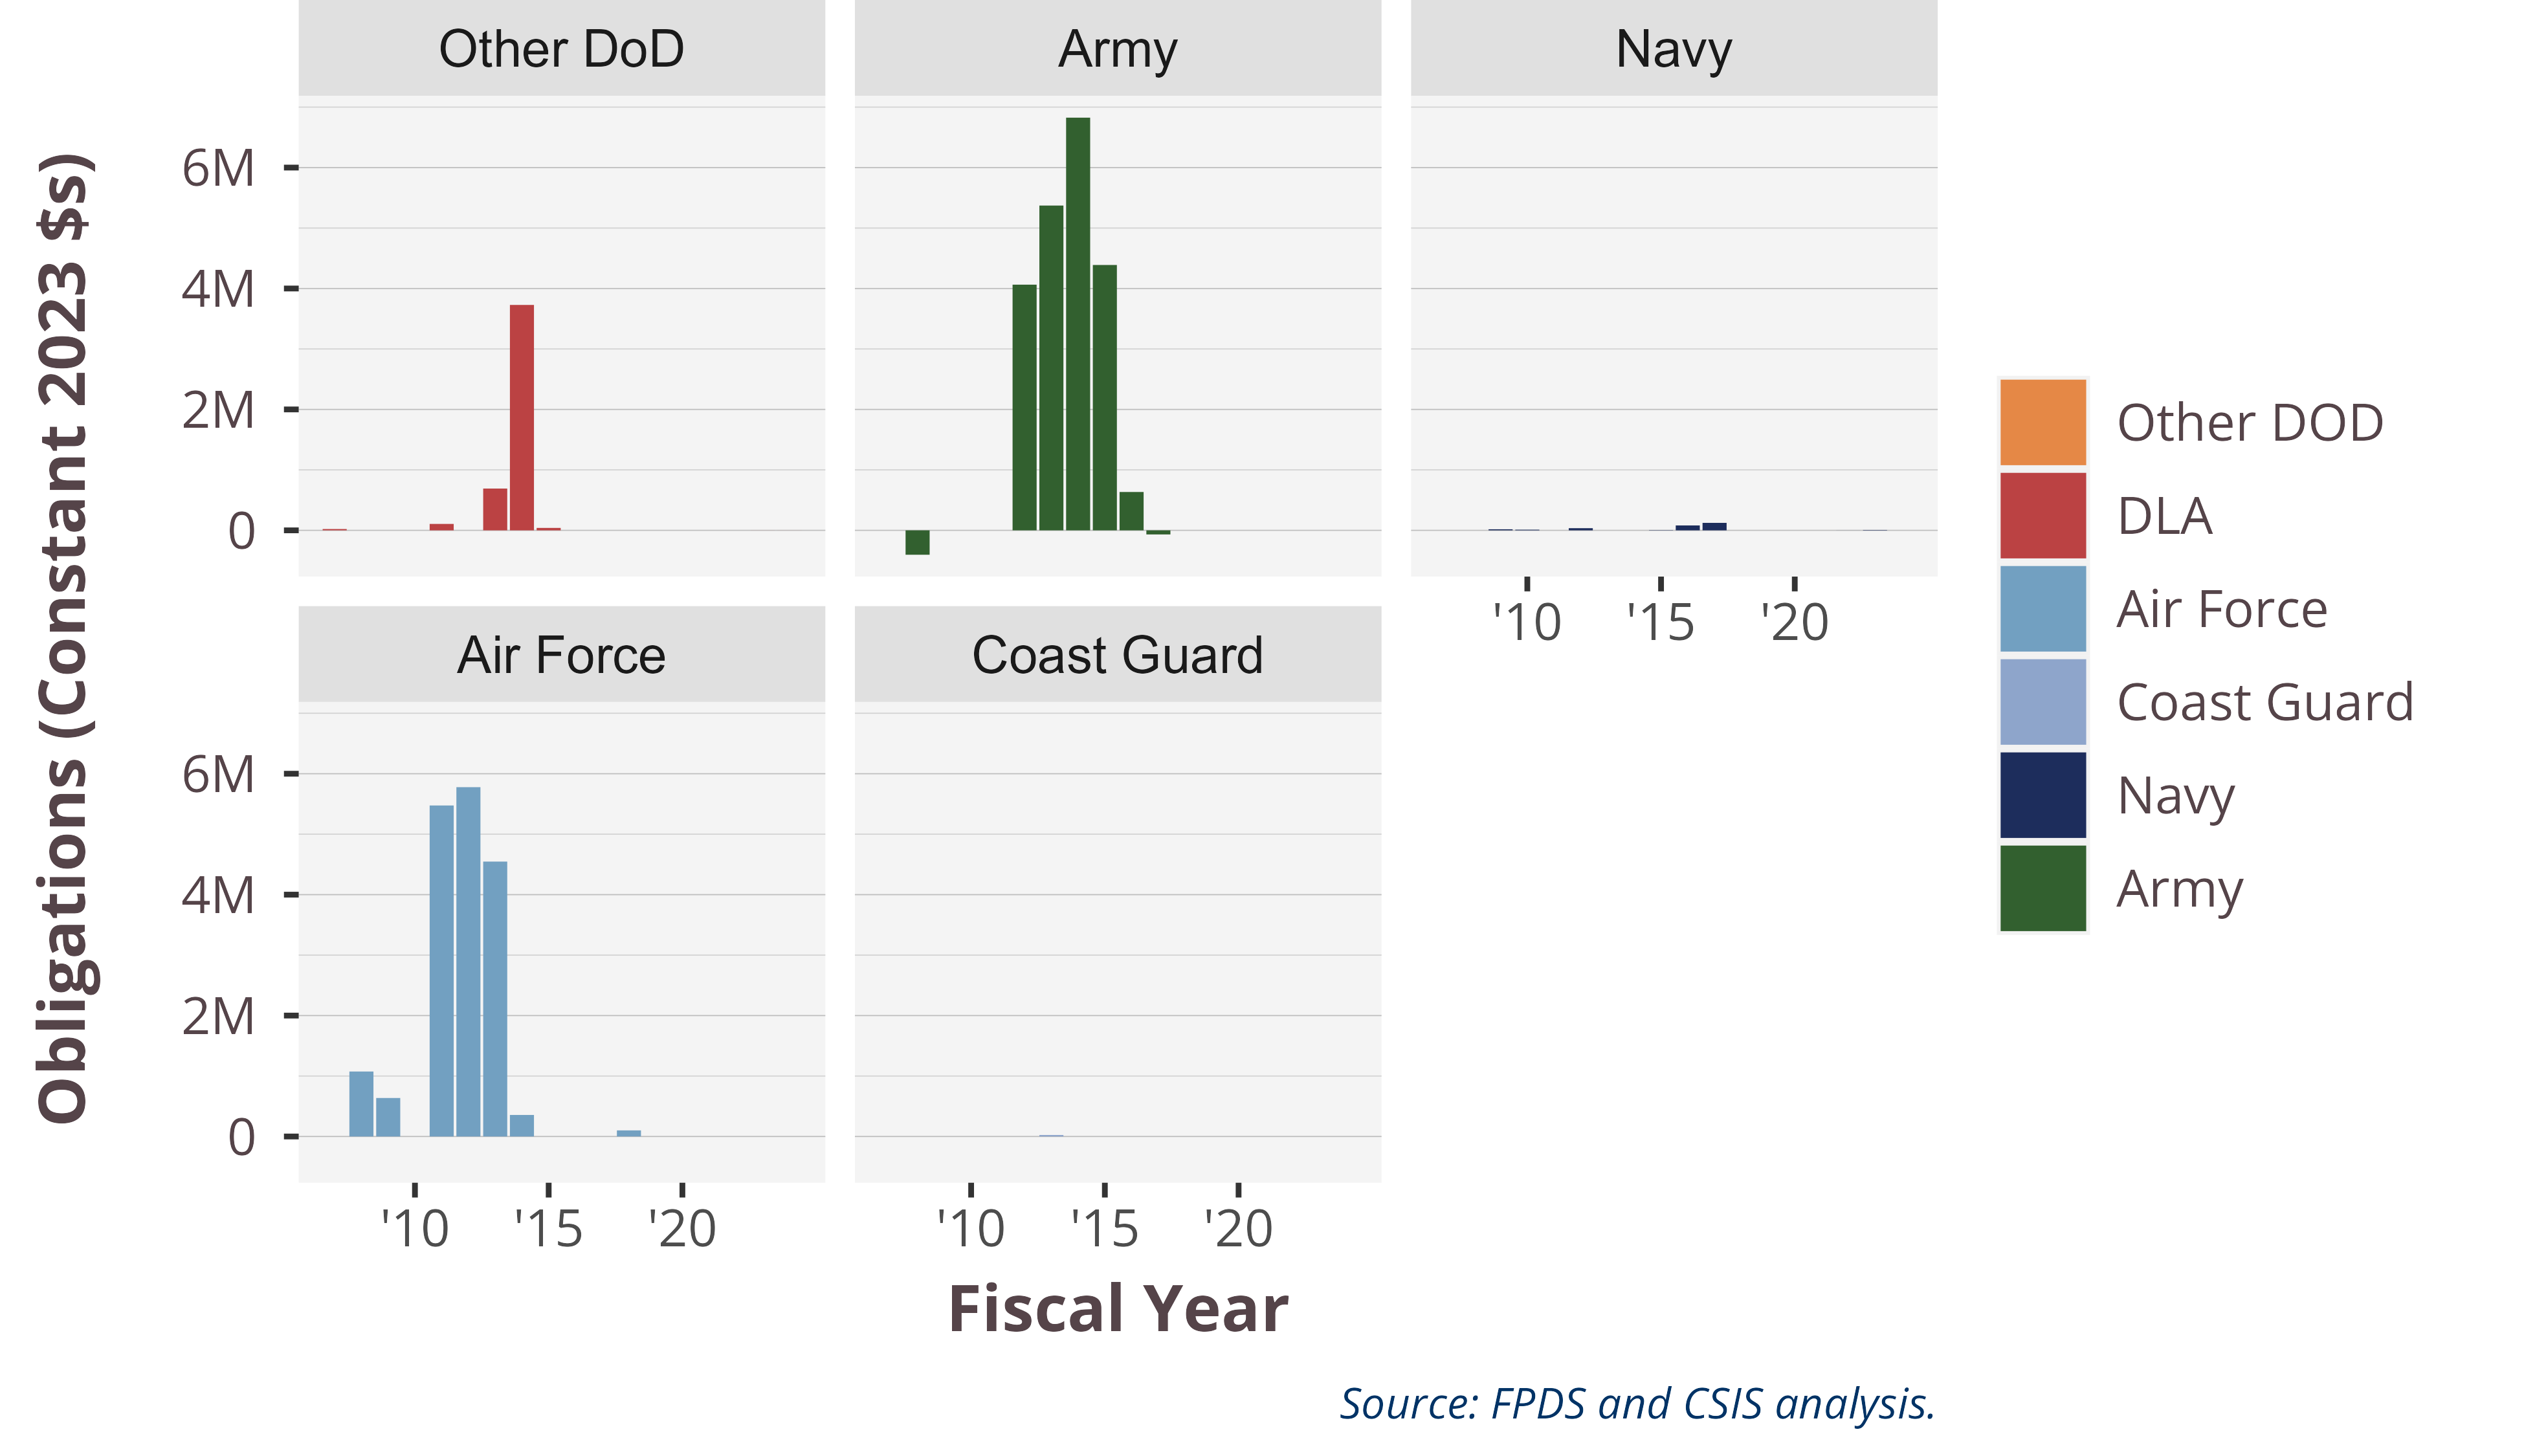 Other DoD
Army
Navy
Obligations (Constant 2023 $s)
6M
4M
2M
0
'10 '15 '20
Air Force
Coast Guard
6M
4M
2M
0
'10 '15 '20
'10 '15 '20
Fiscal Year
Other DOD
DLA
Air Force
Coast Guard
Navy
Army
Source: FPDS and CSIS analysis.